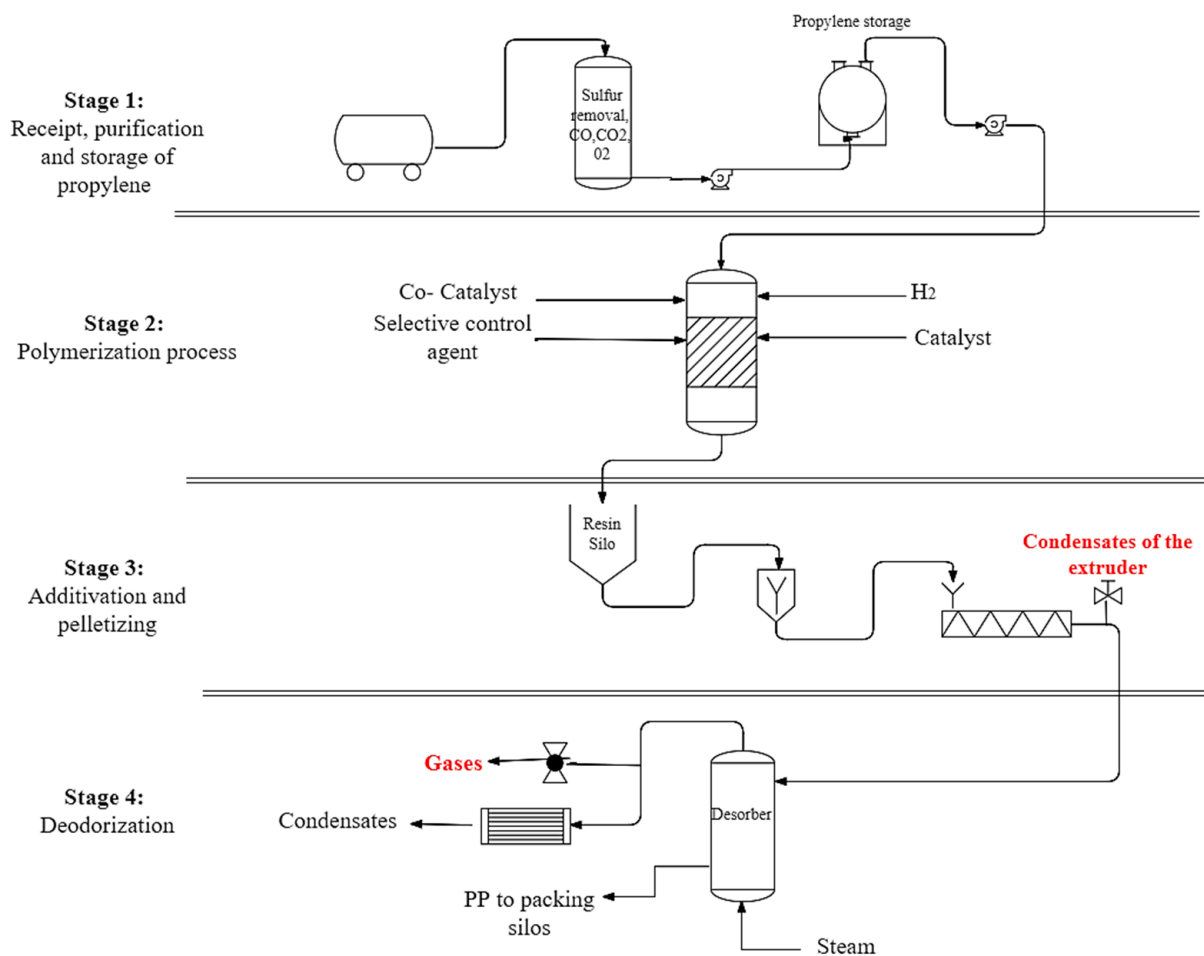 Propylene storage
Stage 1:
Receipt, purification
and storage of
propylene
Sulfur
removal,
CO,CO2,
02
Stage 2:
Polymerization process
Co- Catalyst
Selective control
agent
H2
Catalyst
Stage 3:
Additivation and
pelletizing
Resin
Silo
Condensates of the
extruder
Stage 4:
Deodorization
Gases
Condensates
Desorber
PP to packing
silos
Steam